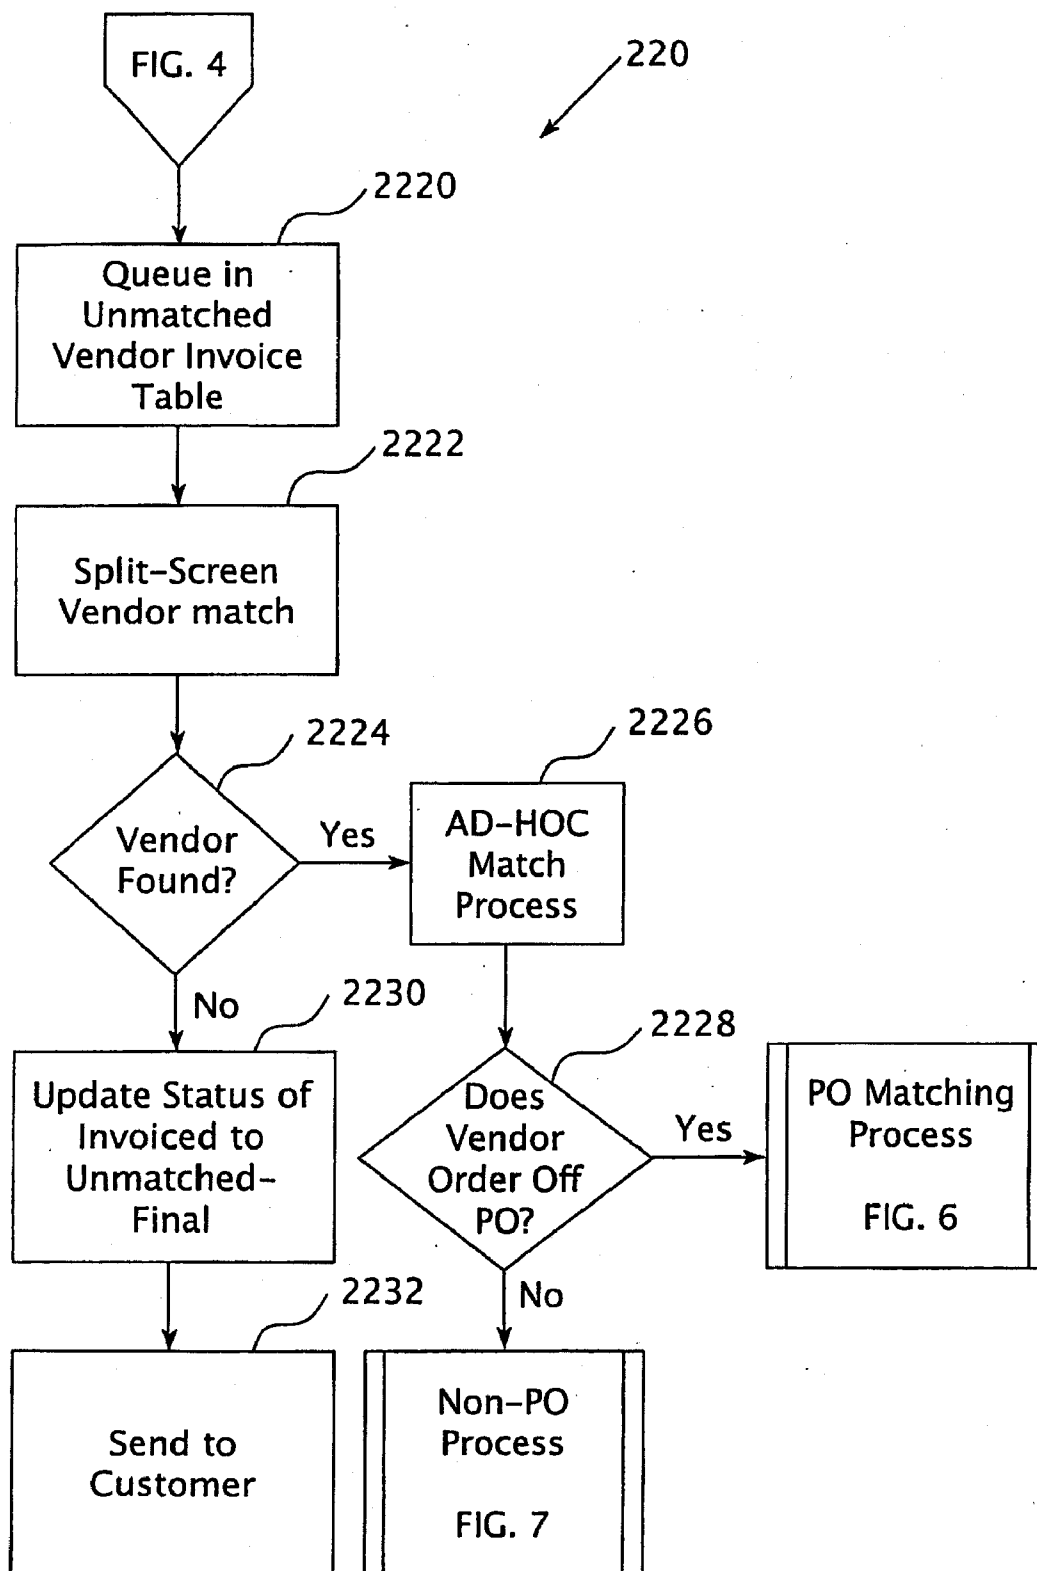 FIG. 4
220
2220
Queue in
Unmatched
Vendor Invoice
Table
2222
Split-Screen
Vendor match
2224
Vendor
Found?
Yes
No
2226
AD-HOC
Match
Process
2228
Does
Vendor
Order Off
PO?
Yes
No
PO Matching
Process
FIG. 6
2230
Update Status of
Invoiced to
Unmatched-
Final
2232
Send to
Customer
Non-PO
Process
FIG. 7